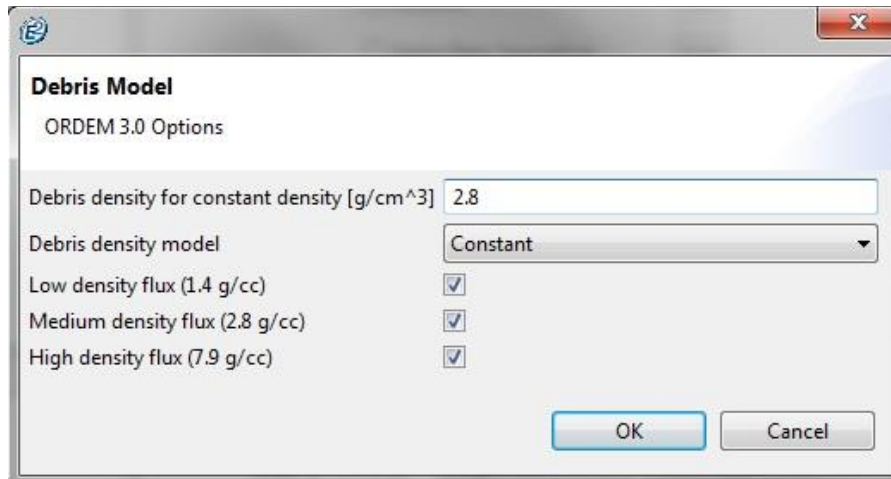 Debris Model
ORDEM 3.0 Options
Debris density for constant density [g/cm^3] 2.8
Debris density model Constant
Low density flux (1.4 g/cc)
Medium density flux (2.8 g/cc)
High density flux (7.9 g/cc)
OK Cancel